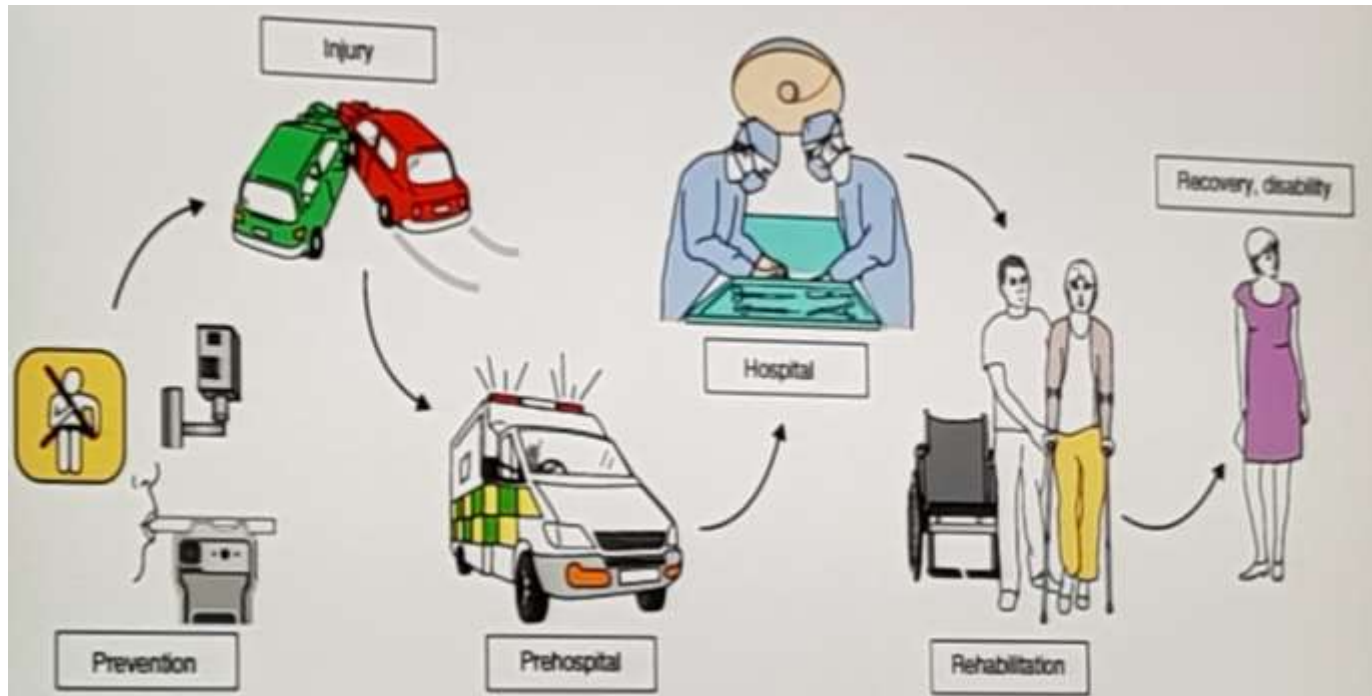 Prevention
Injury
Prehospital
Hospital
Rehabilitation
Recovery, disability